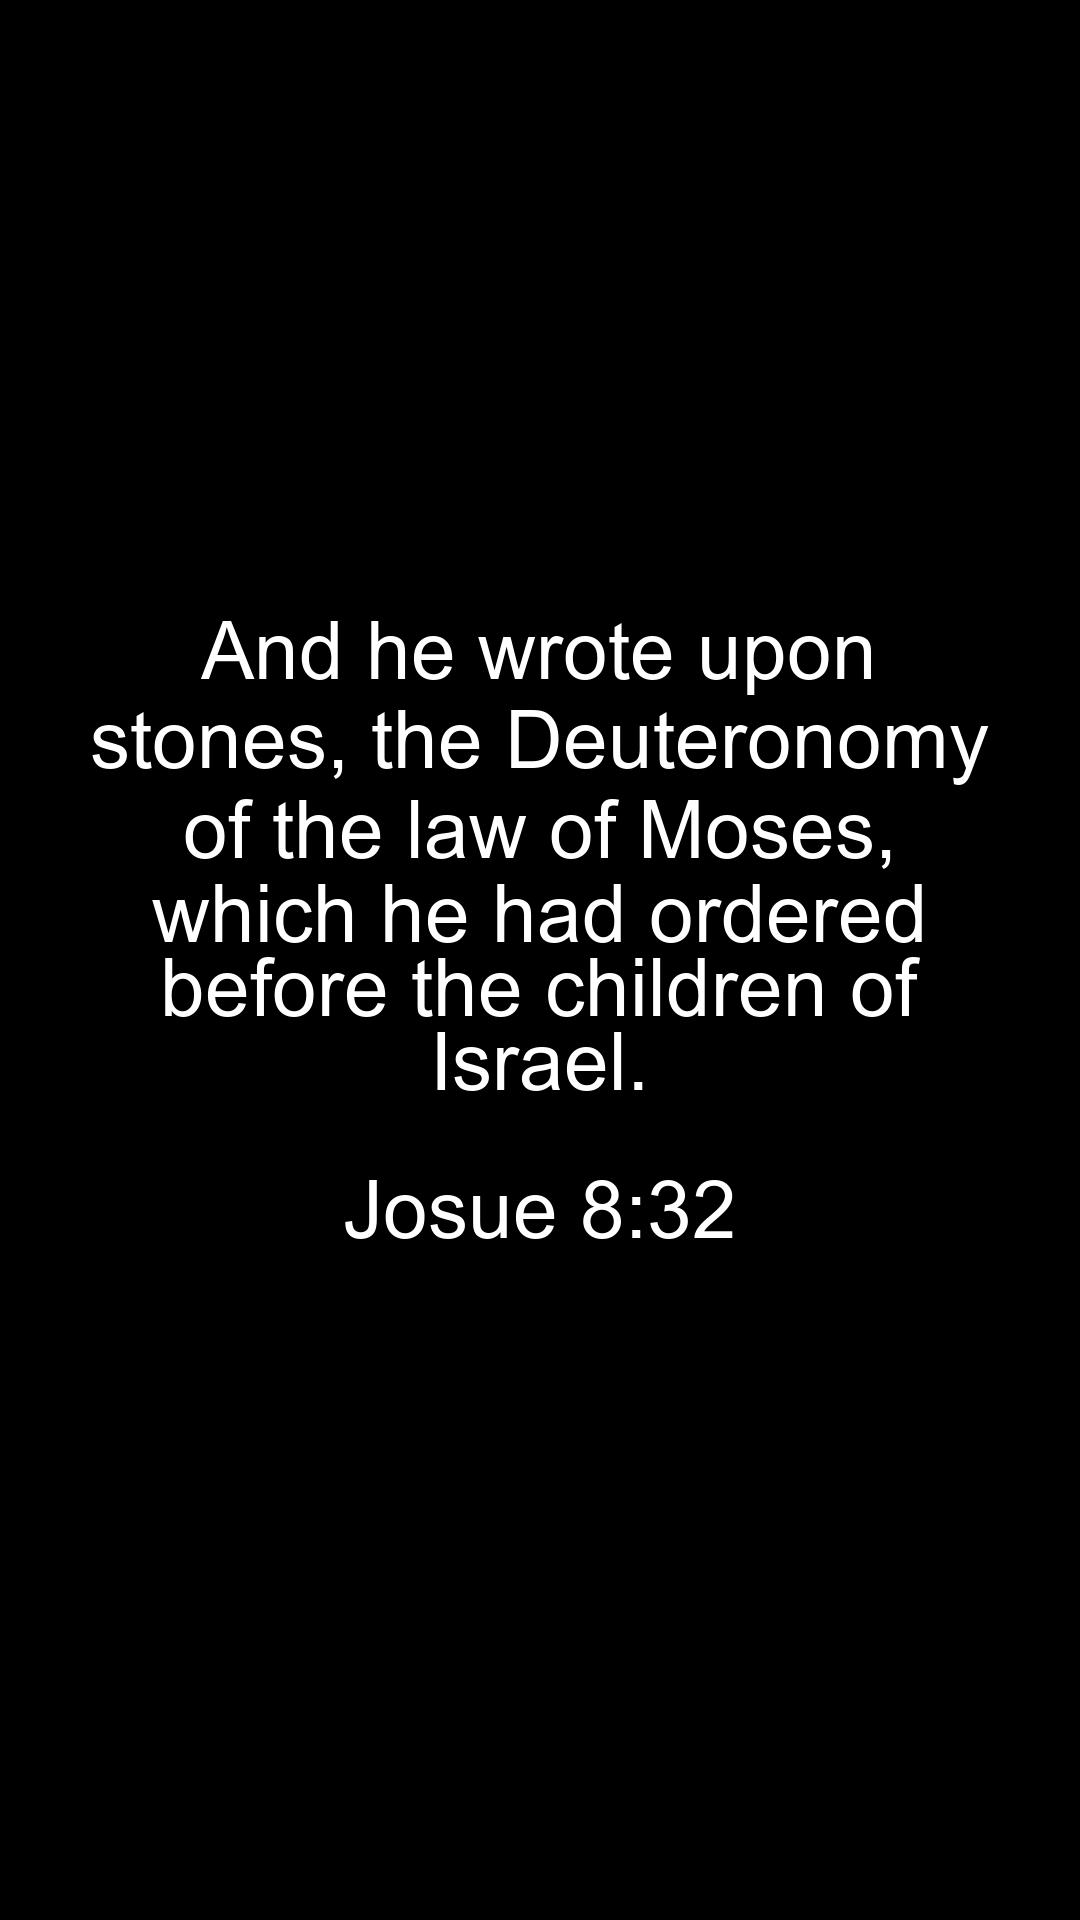 And he wrote upon
stones, the Deuteronomy
of the law of Moses,
which he had ordered
before the children of
Israel.
Josue 8:32